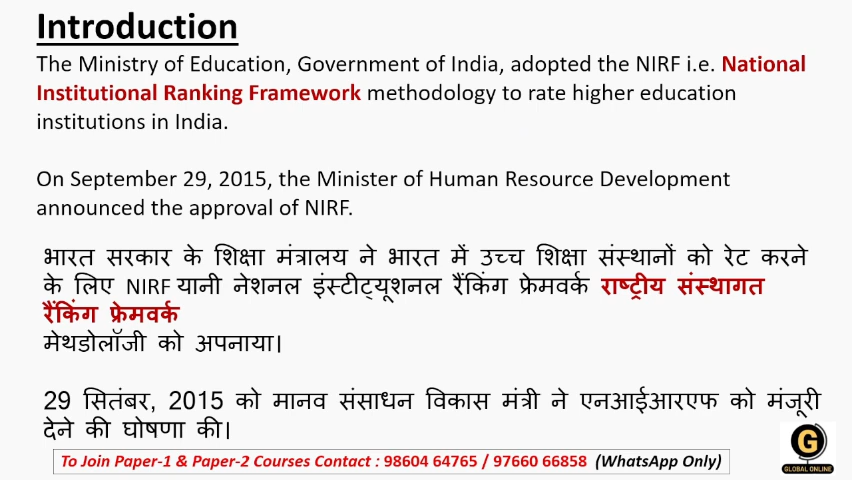 Introduction
The Ministry of Education, Government of India, adopted the NIRF i.e. National
Institutional Ranking Framework methodology to rate higher education
institutions in India.
On September 29, 2015, the Minister of Human Resource Development
announced the approval of NIRF.
भारत सरकार के शिक्षा मंत्रालय ने भारत में उच्च शिक्षा संस्थानों को रेट करने
के लिए NIRF यानी नेशनल इंस्टीट्यूशनल रैंकिंग फ्रेमवर्क राष्ट्रीय संस्थागत
रैंकिंग फ्रेमवर्क
मेथडोलॉजी को अपनाया।
29 सितंबर, 2015 को मानव संसाधन विकास मंत्री ने एनआईआरएफ को मंजूरी
देने की घोषणा की।
To Join Paper-1 & Paper-2 Courses Contact : 98604 64765 / 97660 66858 (WhatsApp Only)
G
GLOBAL ONLINE